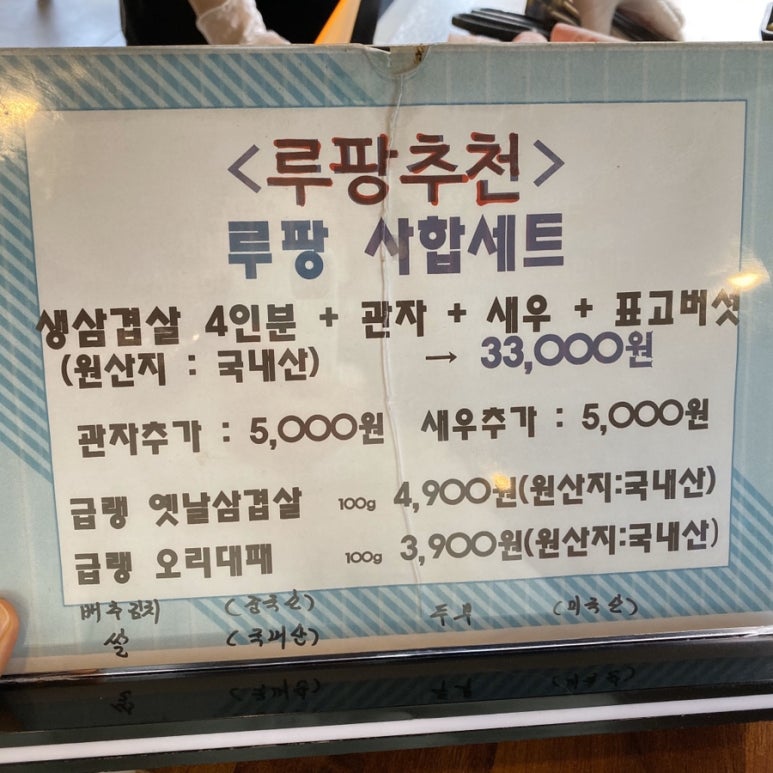 <루팡추천>
루팡 사합세트
생삼겹살 4인분 + 관자 + 새우 + 표고버섯
(원산지 : 국내산) → 33,000원
관자추가 : 5,000원 새우추가 : 5,000원
급랭 옛날삼겹살 100g 4,900원(원산지:국내산)
급랭 오리대패 100g 3,900원(원산지:국내산)
배추김치 (중국산) 두부 (미국산)
쌀 (국내산)